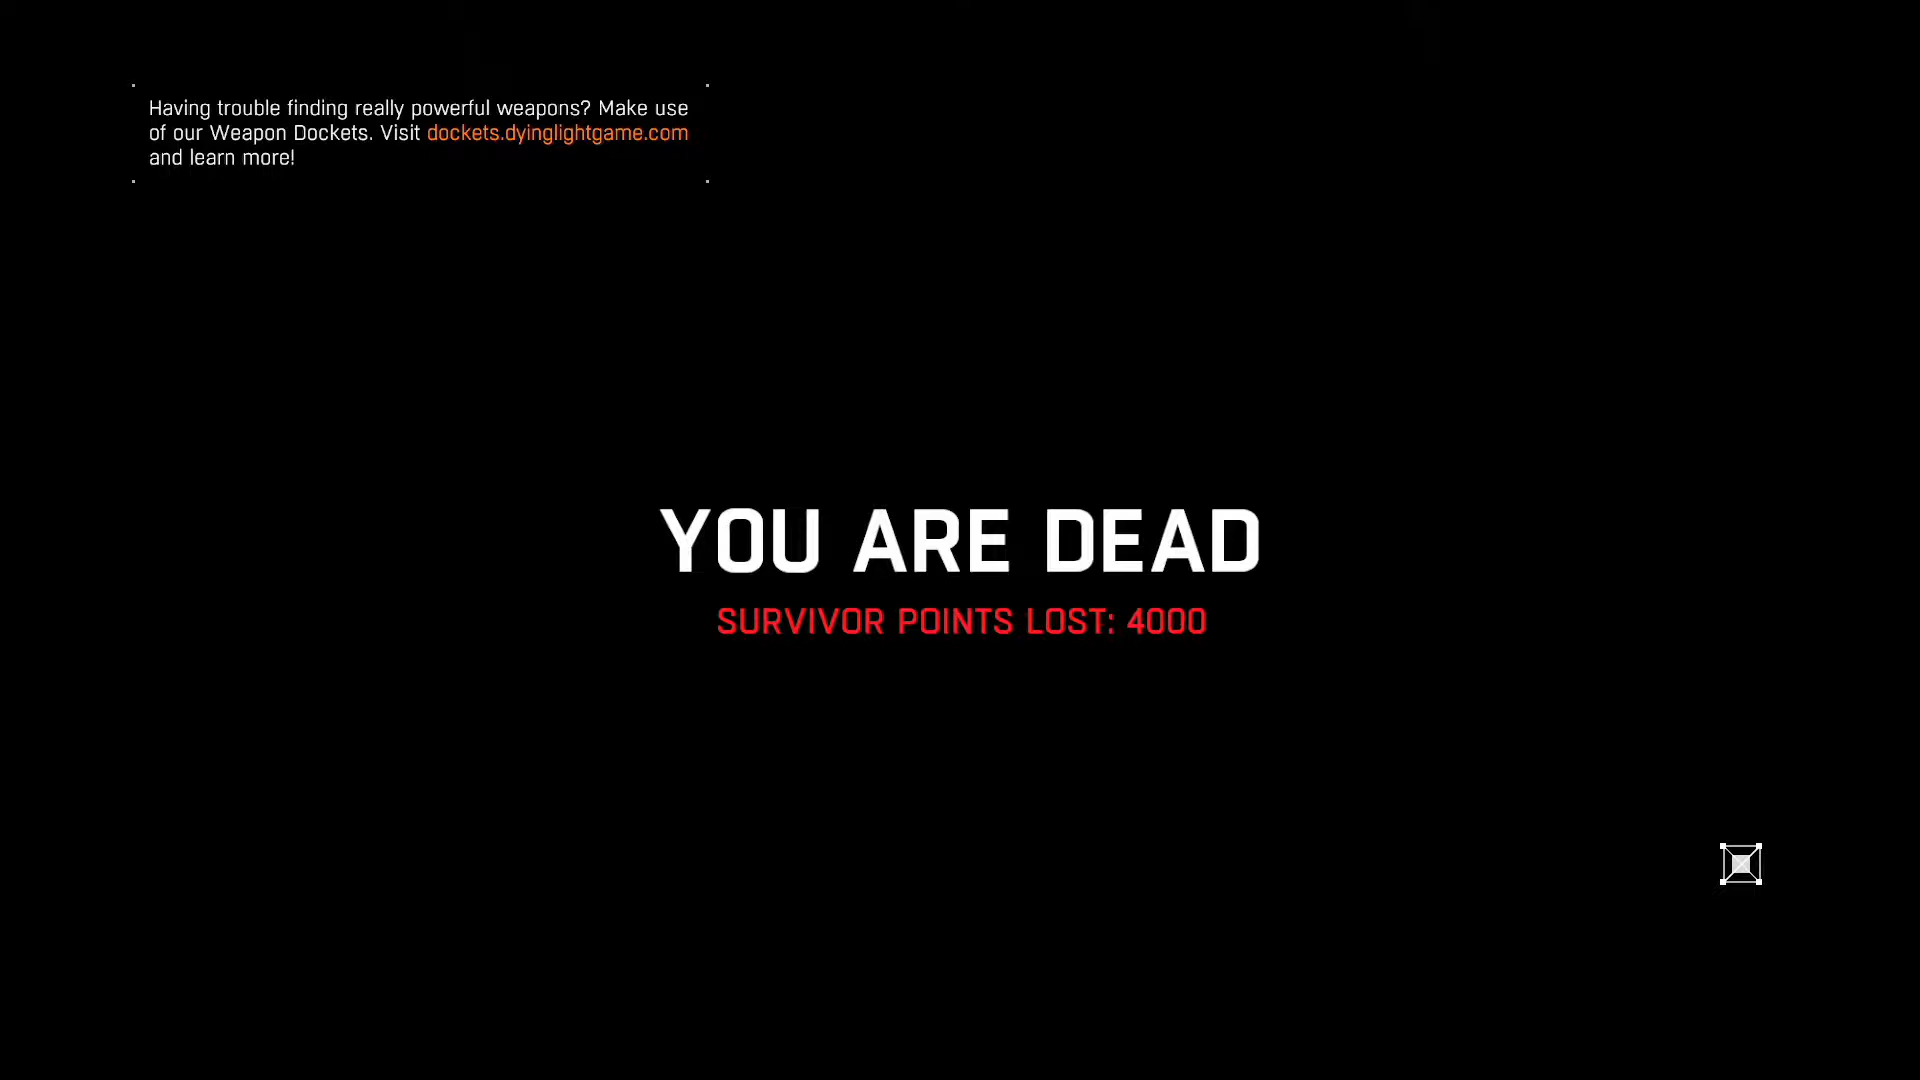 Having trouble finding really powerful weapons? Make use
of our Weapon Dockets. Visit dockets.dyinglightgame.com
and learn more!
YOU ARE DEAD
SURVIVOR POINTS LOST: 4000